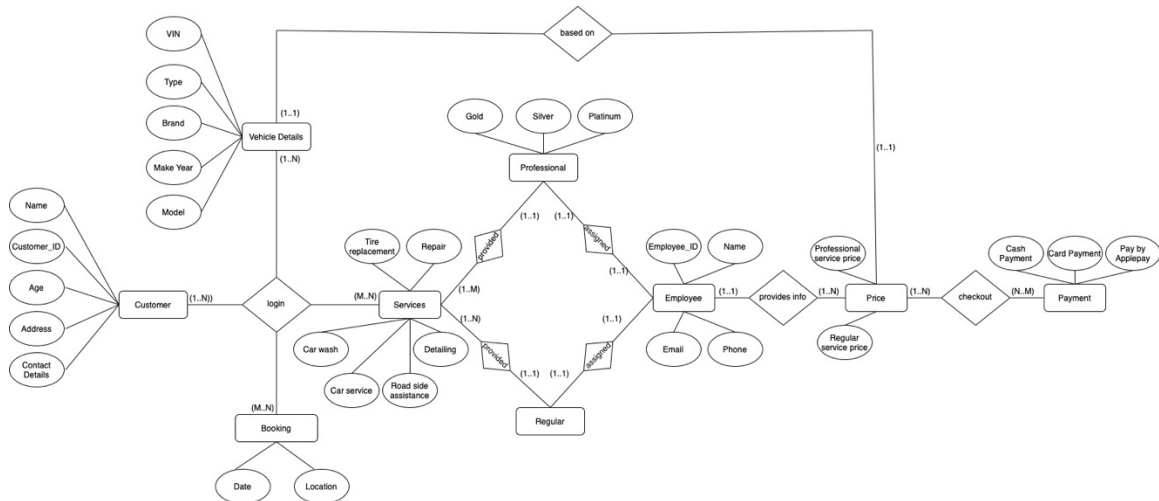 VIN
based on
Type
Gold
Silver
Platinum
Brand
(1..1)
Vehicle Details
(1..N)
(1..1)
Make Year
Professional
Name
Model
(1..1)
(1..1)
Customer_ID
Tire
replacement
Repair
provided
assigned
Employee_ID
Name
Professional
service price
Cash
Payment
Card Payment
Pay by
Applepay
Age
(1..M)
(1..1)
Customer
(1..N))
login
(M..N)
Services
Employee
(1..1)
provides info
(1..N)
Price
(1..N)
checkout
(N..M)
Payment
Address
(1..N)
(1..1)
Car wash
Detailing
provided
assigned
Email
Phone
Regular
service price
Contact
Details
Car service
Road side
assistance
(1..1)
(1..1)
(M..N)
Regular
Booking
Date
Location